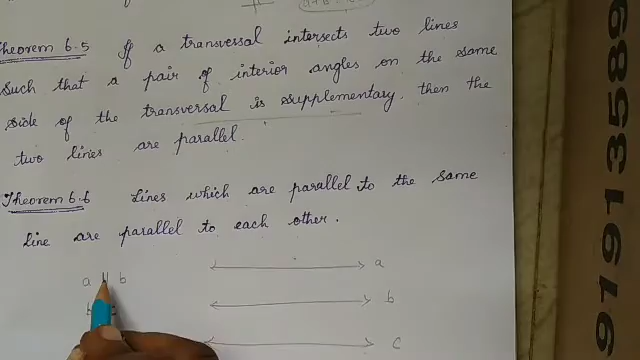 Theorem 6.5 If a transversal intersects two lines
such that a pair of interior angles on the same
side of the transversal is supplementary. then the
two lines are parallel.
Theorem 6.6 Lines which are parallel to the same
line are parallel to each other.
a
a || b
b
b
c
9191358